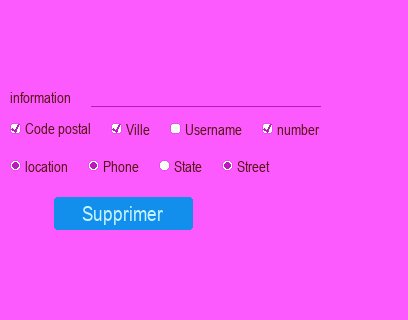 information
Code postal Ville Username number
location Phone State Street
Supprimer